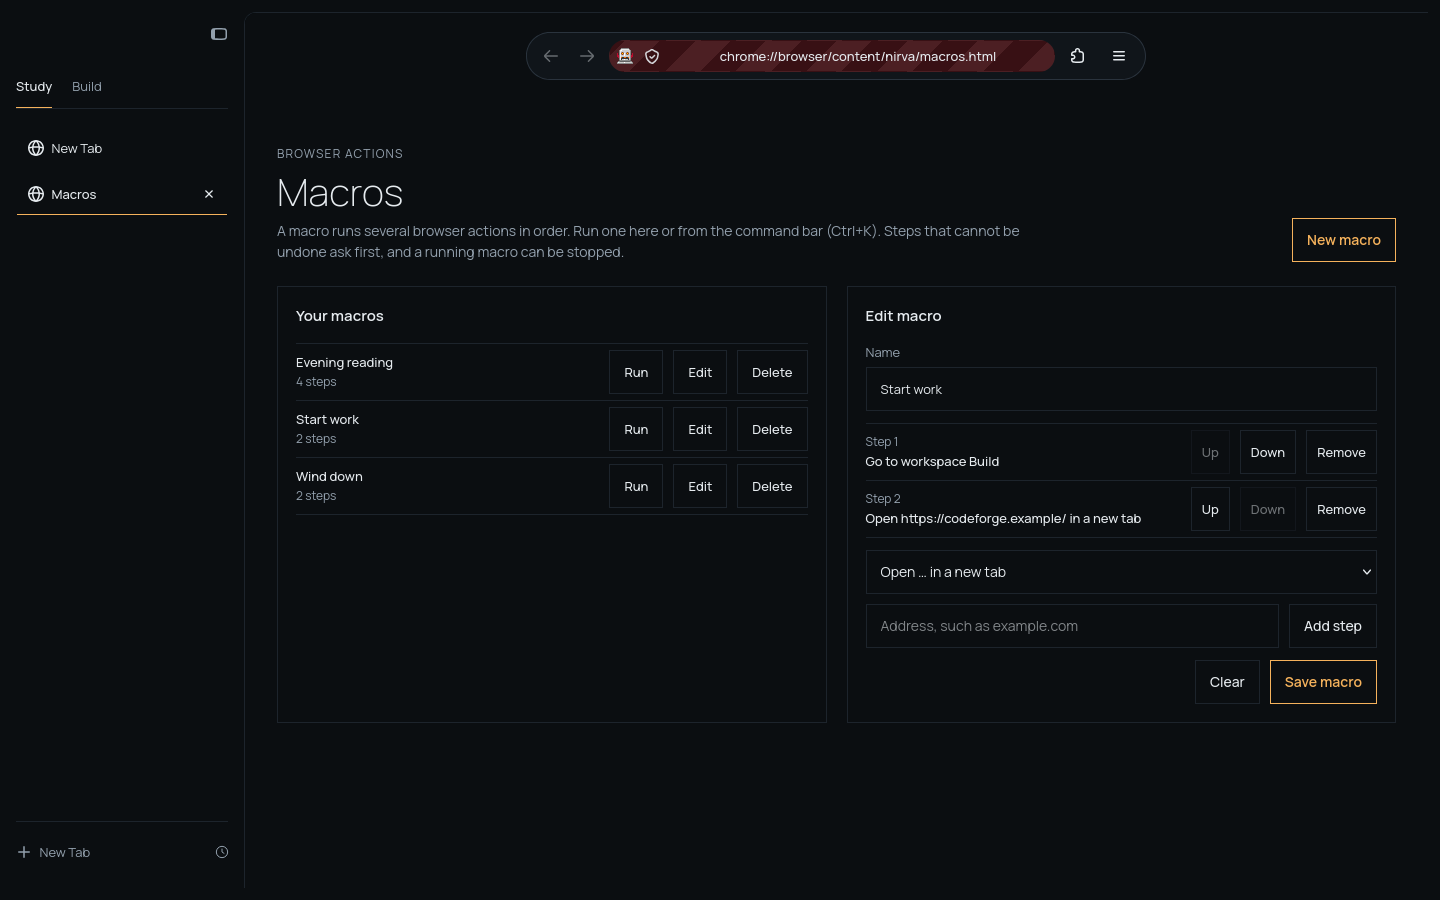 chrome://browser/content/nirva/macros.html
Study
Build
New Tab
Macros
New Tab
BROWSER ACTIONS
Macros
A macro runs several browser actions in order. Run one here or from the command bar (Ctrl+K). Steps that cannot be
undone ask first, and a running macro can be stopped.
New macro
Your macros
Evening reading
4 steps
Run
Edit
Delete
Start work
2 steps
Run
Edit
Delete
Wind down
2 steps
Run
Edit
Delete
Edit macro
Name
Start work
Step 1
Go to workspace Build
Up
Down
Remove
Step 2
Open https://codeforge.example/ in a new tab
Up
Down
Remove
Open ... in a new tab
Address, such as example.com
Add step
Clear
Save macro